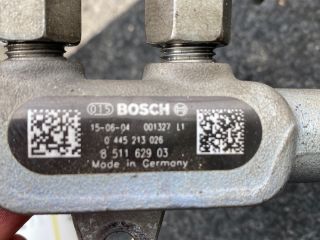 BOSCH
15-06-04 001327 L1
0 445 213 026
8 511 629 03
Made in Germany